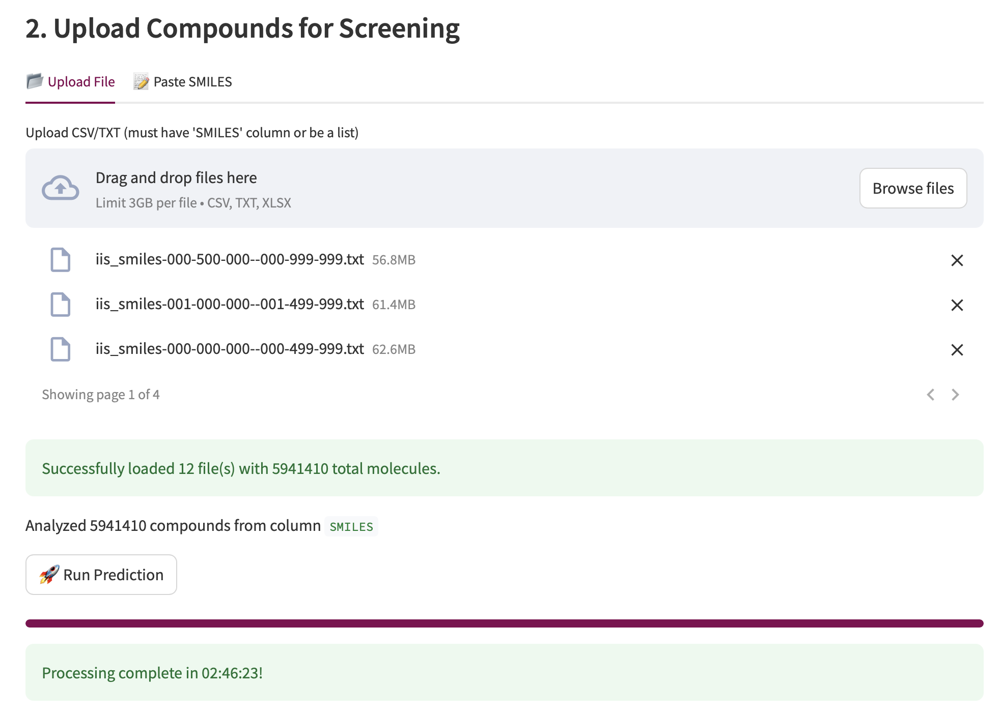 2. Upload Compounds for Screening
Upload File
Paste SMILES
Upload CSV/TXT (must have 'SMILES' column or be a list)
Drag and drop files here
Limit 3GB per file • CSV, TXT, XLSX
Browse files
iis_smiles-000-500-000--000-999-999.txt 56.8MB
iis_smiles-001-000-000--001-499-999.txt 61.4MB
iis_smiles-000-000-000--000-499-999.txt 62.6MB
Showing page 1 of 4
Successfully loaded 12 file(s) with 5941410 total molecules.
Analyzed 5941410 compounds from column SMILES
Run Prediction
Processing complete in 02:46:23!